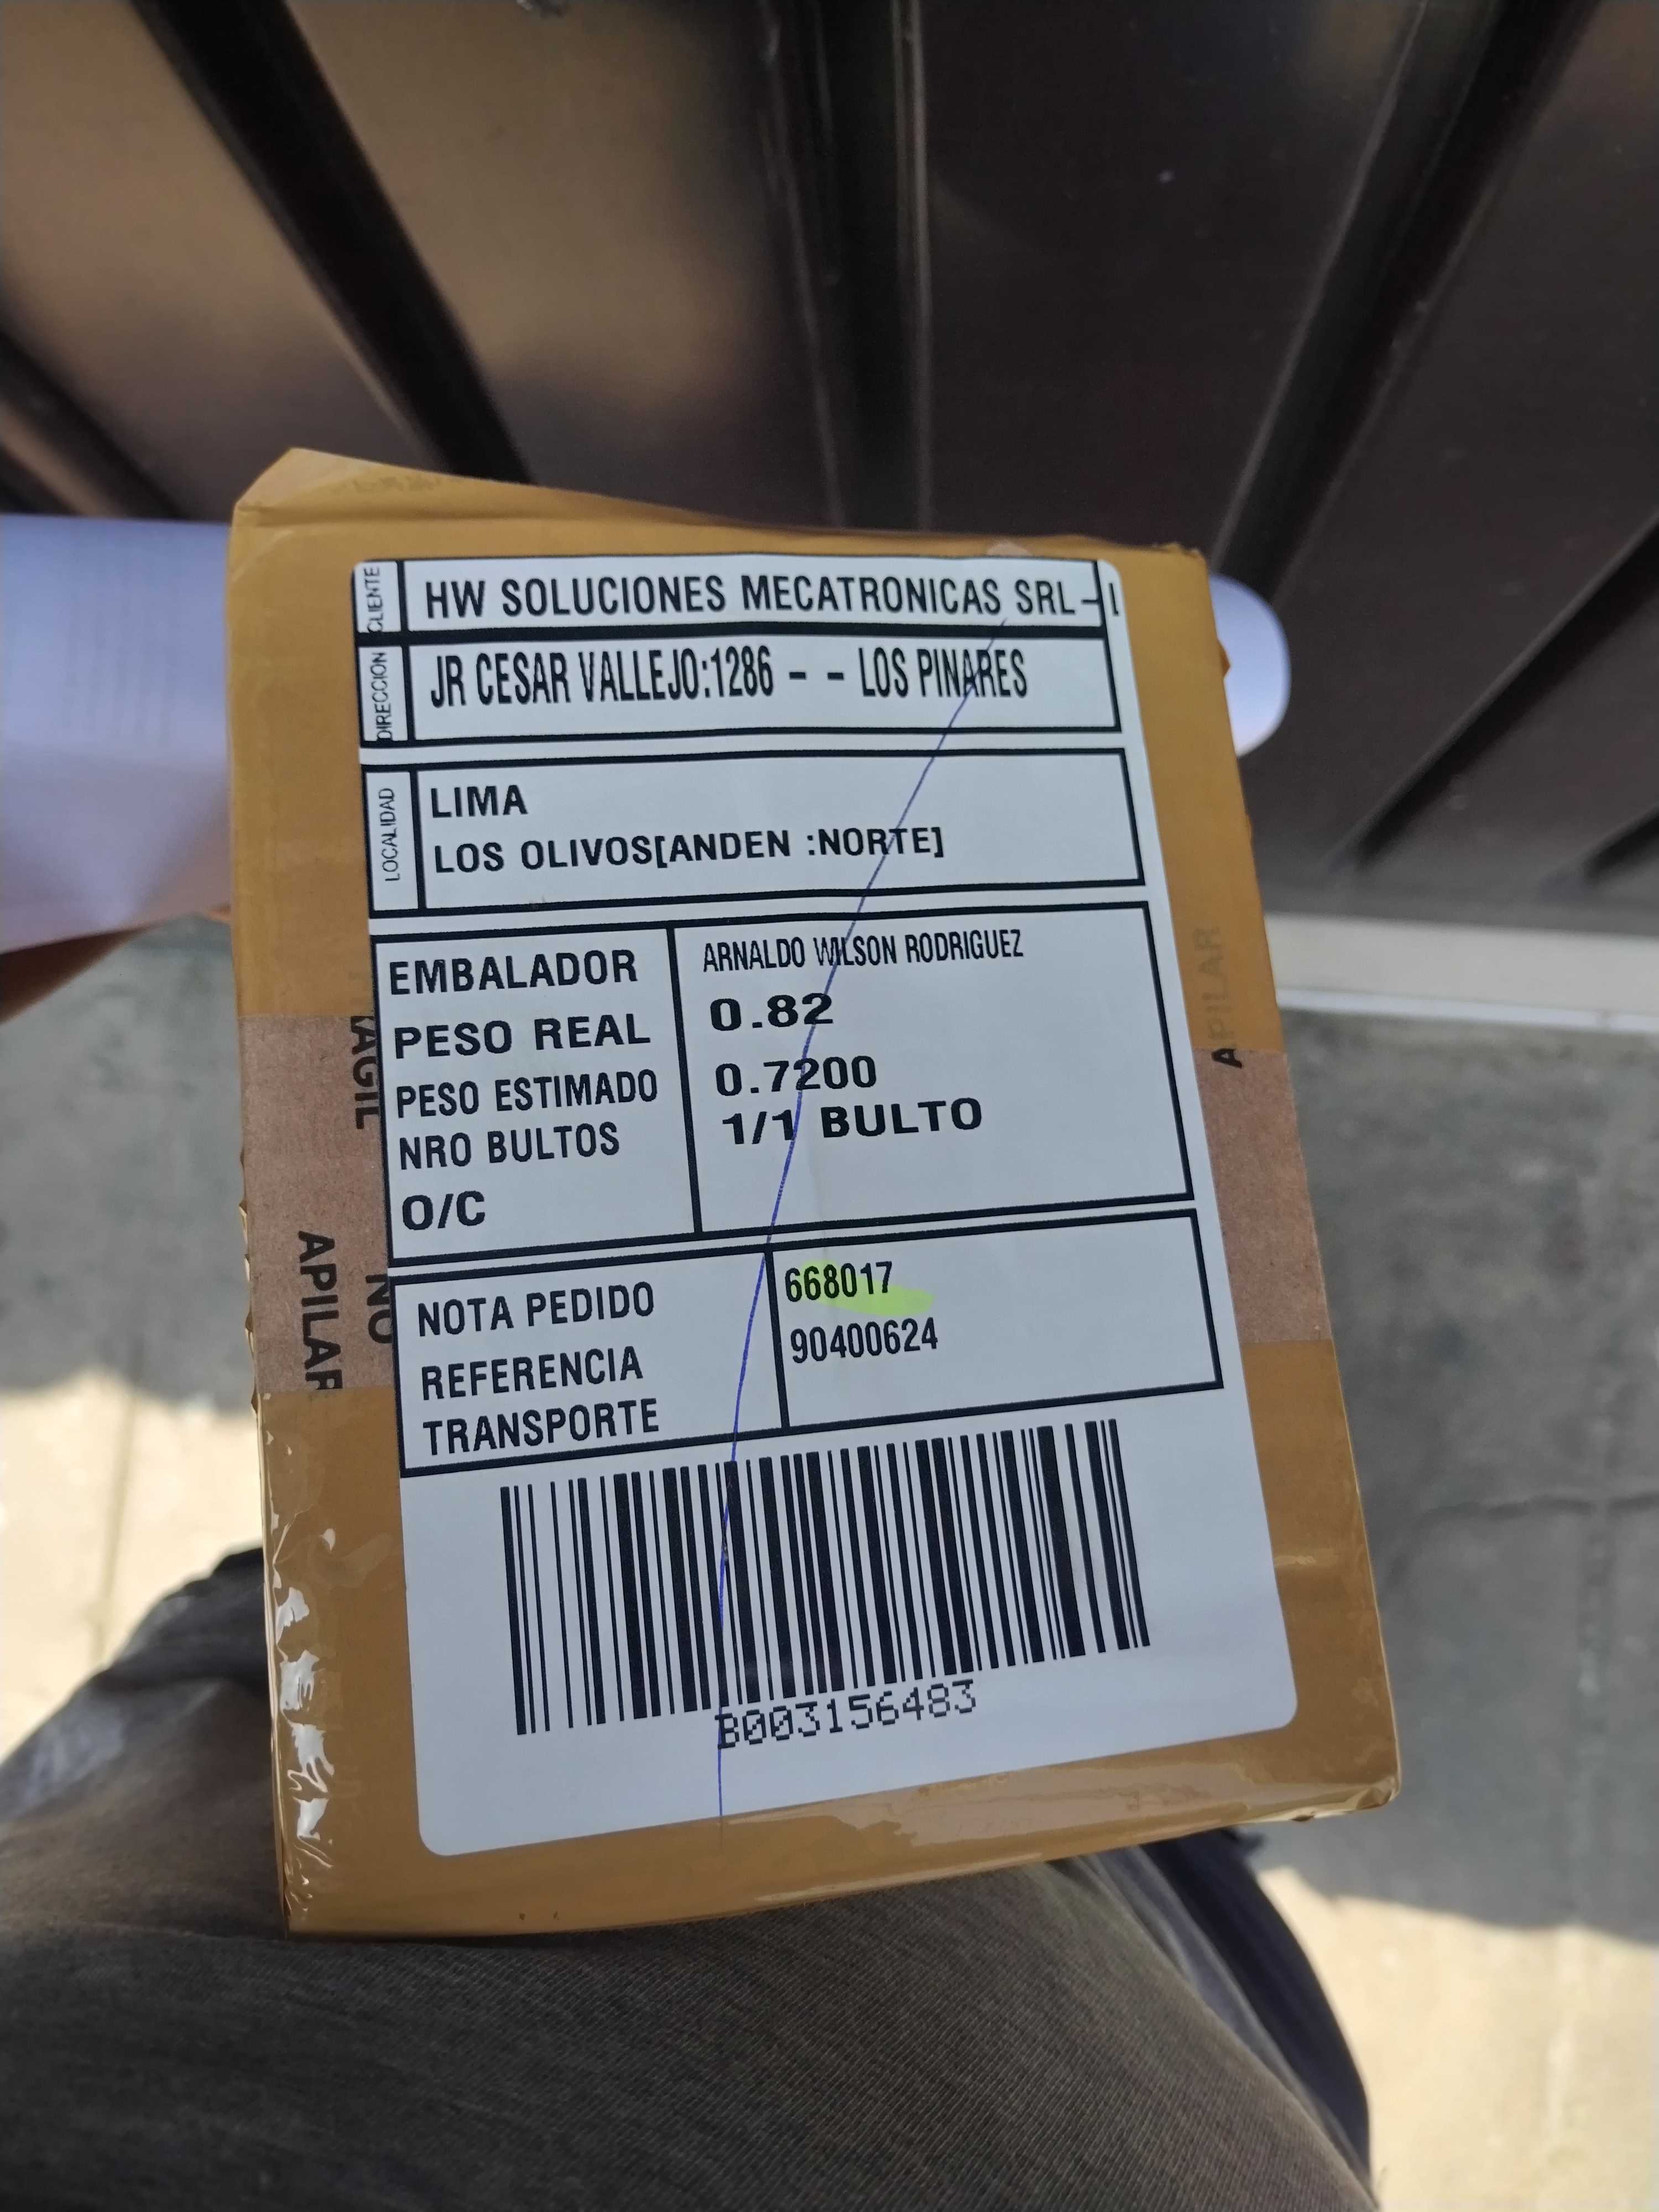 CLIENTE
HW SOLUCIONES MECATRONICAS SRL -
DIRECCION
JR CESAR VALLEJO:1286 - - LOS PINARES
LOCALIDAD
LIMA
LOS OLIVOS[ANDEN :NORTE]
EMBALADOR ARNALDO WILSON RODRIGUEZ
PESO REAL 0.82
PESO ESTIMADO 0.7200
NRO BULTOS 1/1 BULTO
O/C
NOTA PEDIDO 668017
REFERENCIA 90400624
TRANSPORTE
B003156483
AGIL
NO
APILAR
APILAR